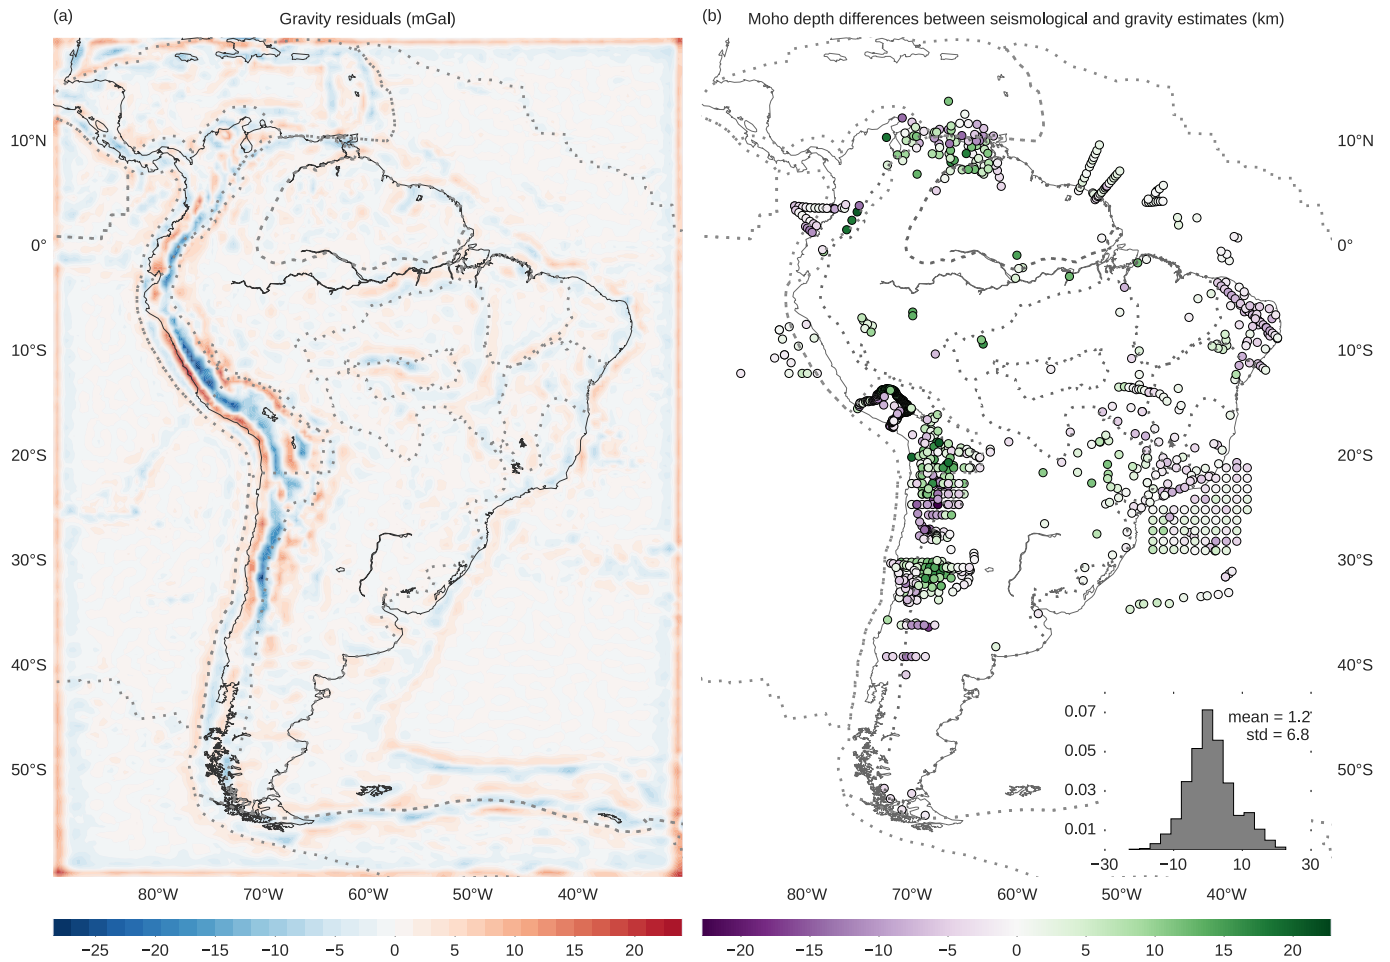 (a) Gravity residuals (mGal)
(b) Moho depth differences between seismological and gravity estimates (km)
10°N
0°
10°S
20°S
30°S
40°S
50°S
80°W 70°W 60°W 50°W 40°W
−25 −20 −15 −10 −5 0 5 10 15 20
10°N
0°
10°S
20°S
30°S
40°S
50°S
mean = 1.2
std = 6.8
0.07
0.05
0.03
0.01
−30 −10 10 30
80°W 70°W 60°W 50°W 40°W
−20 −15 −10 −5 0 5 10 15 20